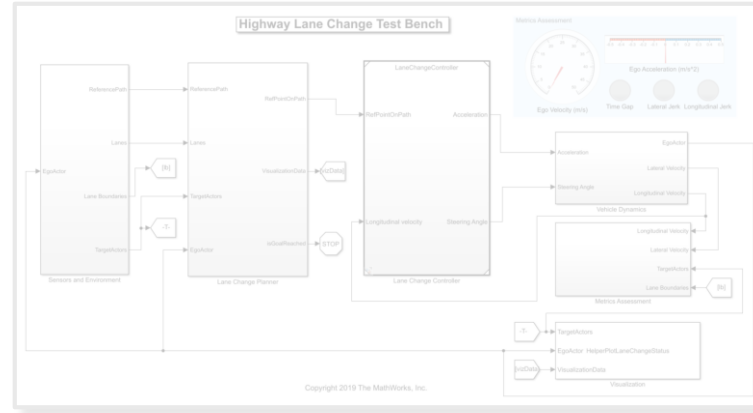 Highway Lane Change Test Bench
Metrics Assessment
Ego Velocity (m/s)
Ego Acceleration (m/s^2)
Time Gap
Lateral Jerk
Longitudinal Jerk
ReferencePath
Lanes
EgoActor
Lane Boundaries
TargetActors
Sensors and Environment
ReferencePath
RefPointOnPath
Lanes
VisualizationData
TargetActors
isGoalReached
EgoActor
Lane Change Planner
STOP
LaneChangeController
RefPointOnPath
Acceleration
Longitudinal velocity
Steering Angle
Lane Change Controller
EgoActor
Acceleration
Lateral Velocity
Steering Angle
Longitudinal Velocity
Vehicle Dynamics
Longitudinal Velocity
Lateral Velocity
TargetActors
Lane Boundaries
Metrics Assessment
TargetActors
EgoActor HelperPlotLaneChangeStatus
VisualizationData
Visualization
Copyright 2019 The MathWorks, Inc.